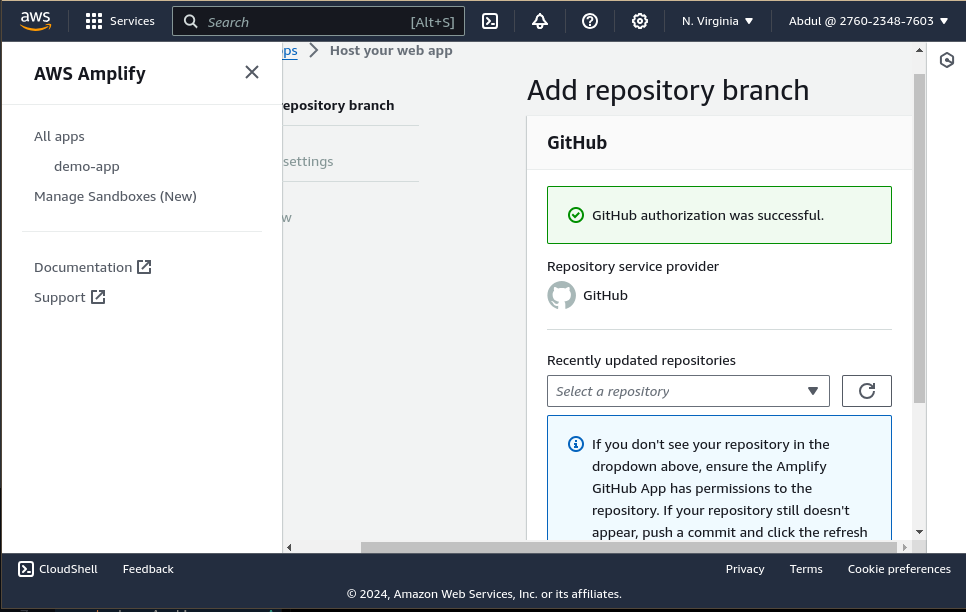 aws
Services
Search [Alt+S]
N. Virginia
Abdul @ 2760-2348-7603
AWS Amplify
All apps
demo-app
Manage Sandboxes (New)
Documentation
Support
ps
Host your web app
epository branch
settings
w
Add repository branch
GitHub
GitHub authorization was successful.
Repository service provider
GitHub
Recently updated repositories
Select a repository
If you don't see your repository in the
dropdown above, ensure the Amplify
GitHub App has permissions to the
repository. If your repository still doesn't
appear, push a commit and click the refresh
CloudShell
Feedback
Privacy
Terms
Cookie preferences
© 2024, Amazon Web Services, Inc. or its affiliates.